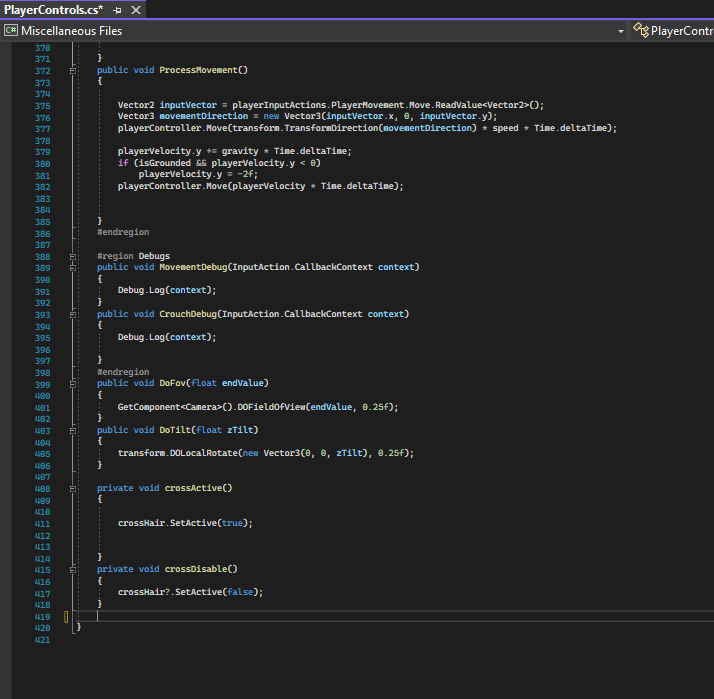 PlayerControls.cs*
C# Miscellaneous Files
PlayerContr
370
371 }
372 public void ProcessMovement()
373 {
374
375 Vector2 inputVector = playerInputActions.PlayerMovement.Move.ReadValue<Vector2>();
376 Vector3 movementDirection = new Vector3(inputVector.x, 0, inputVector.y);
377 playerController.Move(transform.TransformDirection(movementDirection) * speed * Time.deltaTime);
378
379 playerVelocity.y += gravity * Time.deltaTime;
380 if (isGrounded && playerVelocity.y < 0)
381 playerVelocity.y = -2f;
382 playerController.Move(playerVelocity * Time.deltaTime);
383
384
385 }
386 #endregion
387
388 #region Debugs
389 public void MovementDebug(InputAction.CallbackContext context)
390 {
391 Debug.Log(context);
392 }
393 public void CrouchDebug(InputAction.CallbackContext context)
394 {
395 Debug.Log(context);
396
397 }
398 #endregion
399 public void DoFov(float endValue)
400 {
401 GetComponent<Camera>().DOFieldOfView(endValue, 0.25f);
402 }
403 public void DoTilt(float zTilt)
404 {
405 transform.DOLocalRotate(new Vector3(0, 0, zTilt), 0.25f);
406 }
407
408 private void crossActive()
409 {
410
411 crossHair.SetActive(true);
412
413
414 }
415 private void crossDisable()
416 {
417 crossHair?.SetActive(false);
418 }
419
420 }
421